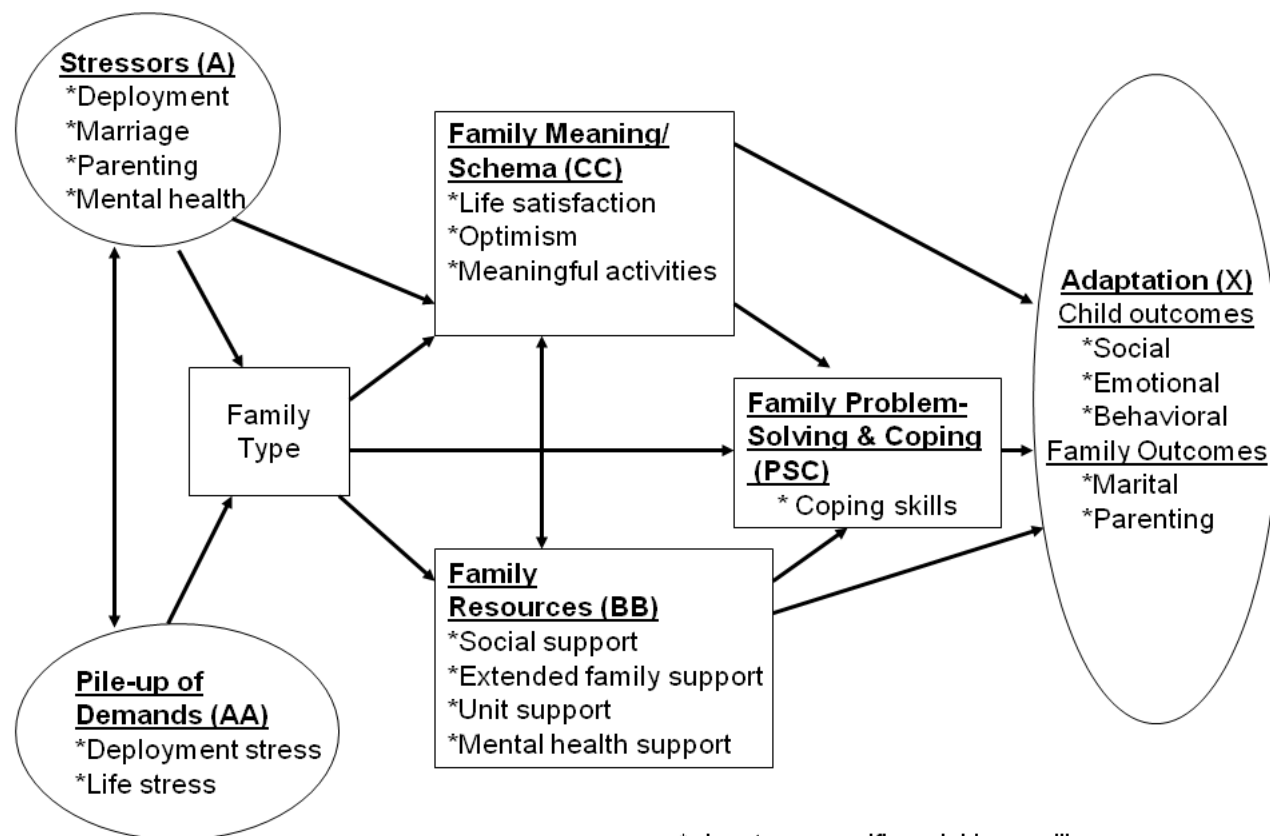 Stressors (A)
*Deployment
*Marriage
*Parenting
*Mental health
Family Meaning/
Schema (CC)
*Life satisfaction
*Optimism
*Meaningful activities
Family
Type
Family Problem-
Solving & Coping
(PSC)
* Coping skills
Adaptation (X)
Child outcomes
*Social
*Emotional
*Behavioral
Family Outcomes
*Marital
*Parenting
Family
Resources (BB)
*Social support
*Extended family support
*Unit support
*Mental health support
Pile-up of
Demands (AA)
*Deployment stress
*Life stress